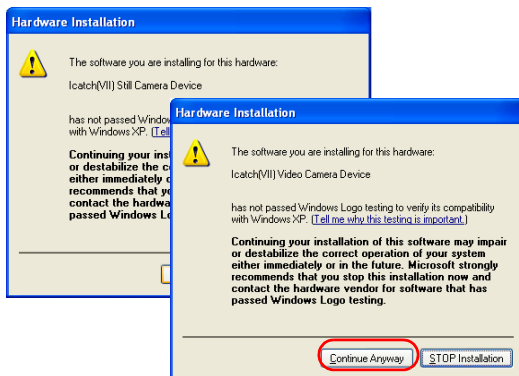 Hardware Installation
The software you are installing for this hardware:
Icatch(VII) Still Camera Device
has not passed Windo
with Windows XP. (Tell
Continuing your inst
or destabilize the c
either immediately o
recommends that yo
contact the hardwa
passed Windows Lo
Hardware Installation
The software you are installing for this hardware:
Icatch(VII) Video Camera Device
has not passed Windows Logo testing to verify its compatibility
with Windows XP. (Tell me why this testing is important.)
Continuing your installation of this software may impair
or destabilize the correct operation of your system
either immediately or in the future. Microsoft strongly
recommends that you stop this installation now and
contact the hardware vendor for software that has
passed Windows Logo testing.
Continue Anyway
STOP Installation